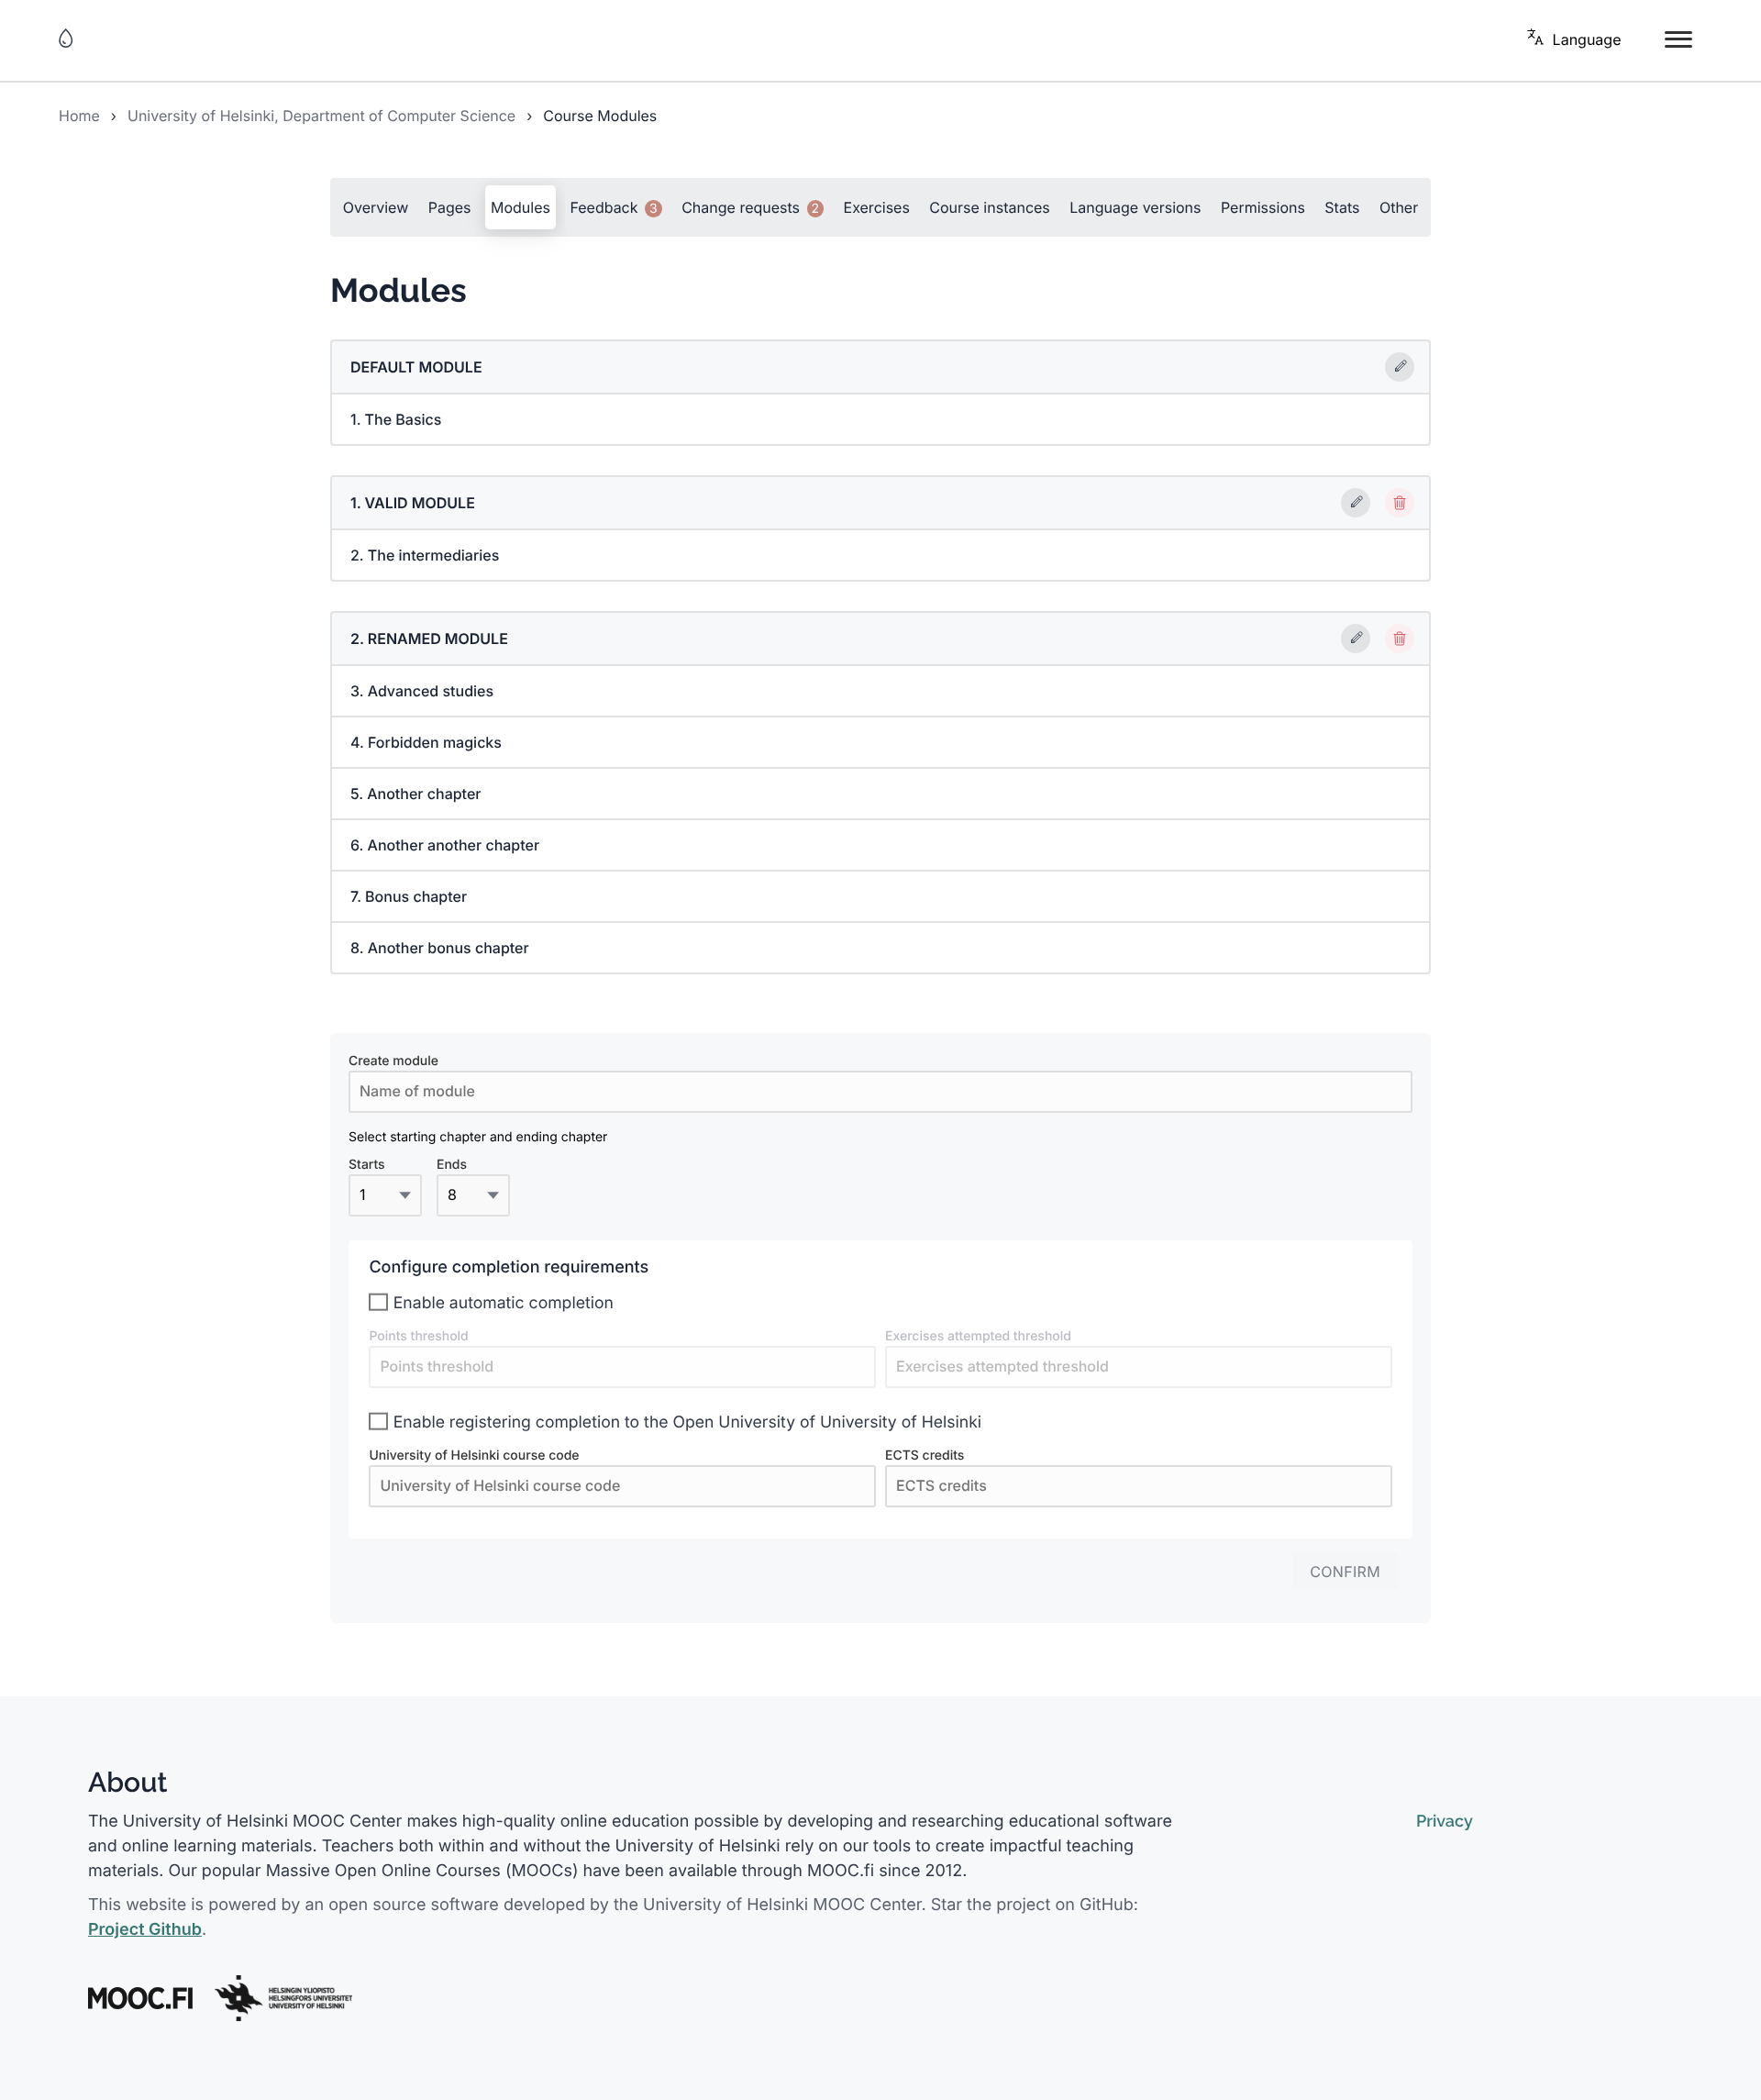 Language
Home › University of Helsinki, Department of Computer Science › Course Modules
Overview Pages Modules Feedback 3 Change requests 2 Exercises Course instances Language versions Permissions Stats Other
Modules
DEFAULT MODULE
1. The Basics
1. VALID MODULE
2. The intermediaries
2. RENAMED MODULE
3. Advanced studies
4. Forbidden magicks
5. Another chapter
6. Another another chapter
7. Bonus chapter
8. Another bonus chapter
Create module
Name of module
Select starting chapter and ending chapter
Starts Ends
1 8
Configure completion requirements
Enable automatic completion
Points threshold Exercises attempted threshold
Points threshold Exercises attempted threshold
Enable registering completion to the Open University of University of Helsinki
University of Helsinki course code ECTS credits
University of Helsinki course code ECTS credits
CONFIRM
About
The University of Helsinki MOOC Center makes high-quality online education possible by developing and researching educational software
and online learning materials. Teachers both within and without the University of Helsinki rely on our tools to create impactful teaching
materials. Our popular Massive Open Online Courses (MOOCs) have been available through MOOC.fi since 2012.
Privacy
This website is powered by an open source software developed by the University of Helsinki MOOC Center. Star the project on GitHub:
Project Github.
MOOC.FI
HELSINGIN YLIOPISTO
HELSINGFORS UNIVERSITET
UNIVERSITY OF HELSINKI